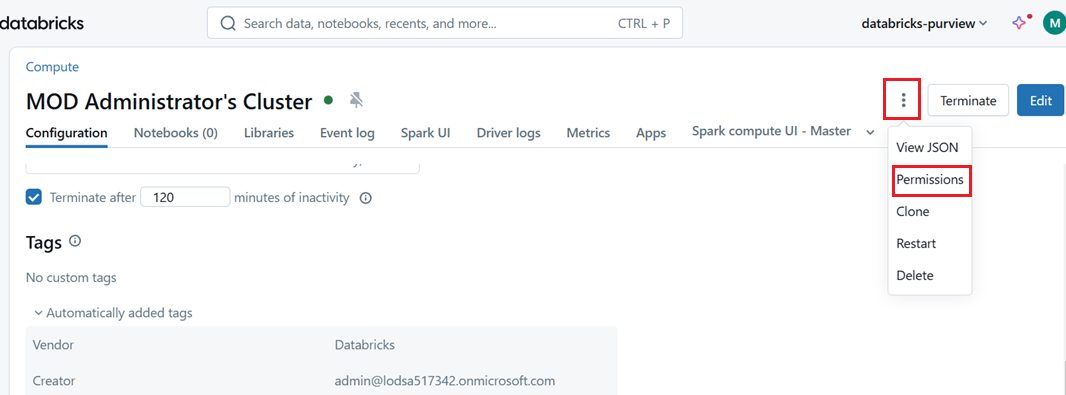 databricks
Search data, notebooks, recents, and more...
CTRL + P
databricks-purview
M
Compute
MOD Administrator's Cluster
Terminate
Edit
Configuration
Notebooks (0)
Libraries
Event log
Spark UI
Driver logs
Metrics
Apps
Spark compute UI - Master
View JSON
Permissions
Clone
Restart
Delete
Terminate after 120 minutes of inactivity
Tags
No custom tags
Automatically added tags
Vendor Databricks
Creator admin@lodsa517342.onmicrosoft.com